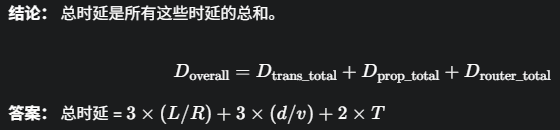 结论： 总时延是所有这些时延的总和。
D_overall = D_trans_total + D_prop_total + D_router_total
答案： 总时延 = 3 × (L/R) + 3 × (d/v) + 2 × T